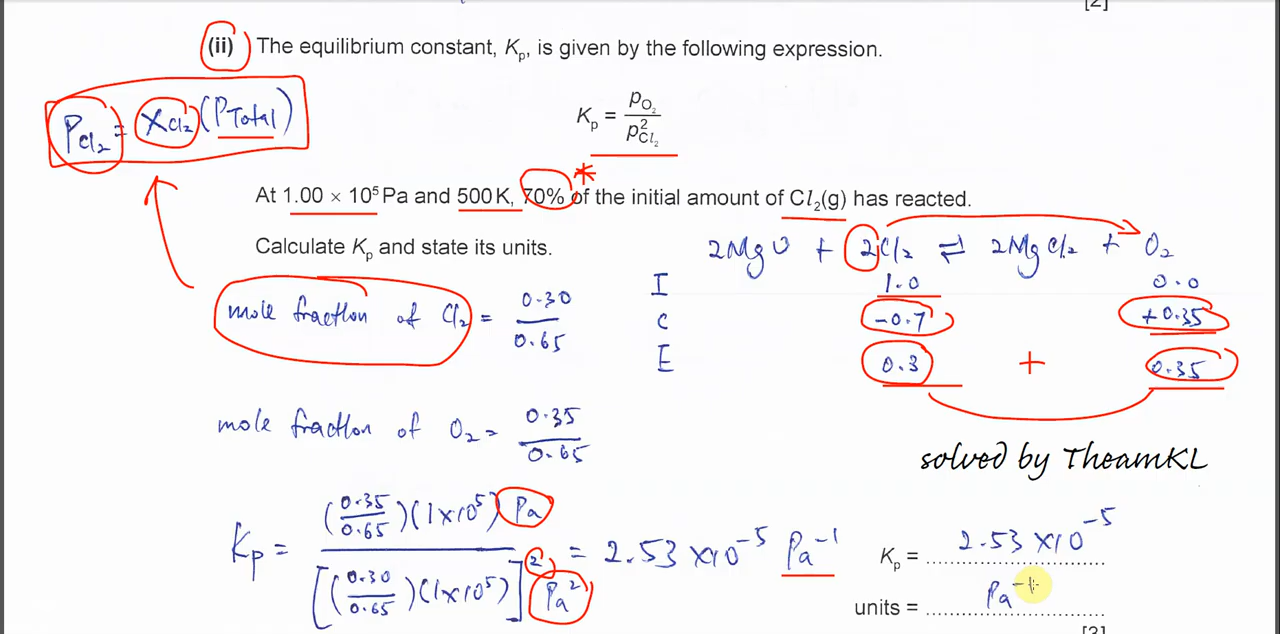 [2]
(ii) The equilibrium constant, Kp, is given by the following expression.
PCl2 = XCl2 (PTotal)
Kp = pO2 / p²Cl2
At 1.00 × 10⁵ Pa and 500 K, 70% * of the initial amount of Cl2(g) has reacted.
Calculate Kp and state its units.
2MgO + 2Cl2 ⇌ 2MgCl2 + O2
I 1.0 0.0
mole fraction of Cl2 = 0.30 / 0.65
C -0.7 +0.35
E 0.3 + 0.35
mole fraction of O2 = 0.35 / 0.65
solved by TheamKL
Kp = (0.35/0.65)(1×10⁵) Pa / [(0.30/0.65)(1×10⁵)]² Pa² = 2.53 ×10⁻⁵ Pa⁻¹
Kp = 2.53 ×10⁻⁵
units = Pa⁻¹